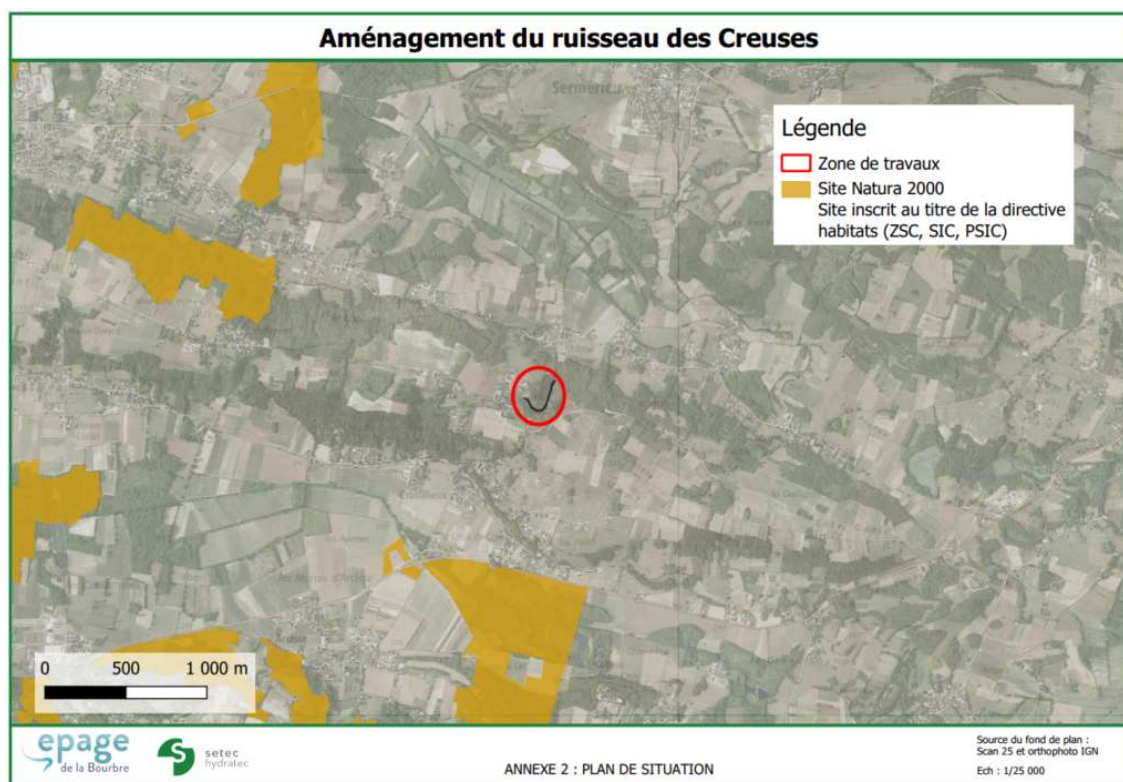 Aménagement du ruisseau des Creuses
Légende
Zone de travaux
Site Natura 2000
Site inscrit au titre de la directive
habitats (ZSC, SIC, PSIC)
0 500 1 000 m
epage
de la Bourbre
setec
hydratec
ANNEXE 2 : PLAN DE SITUATION
Source du fond de plan :
Scan 25 et orthophoto IGN
Ech : 1/25 000